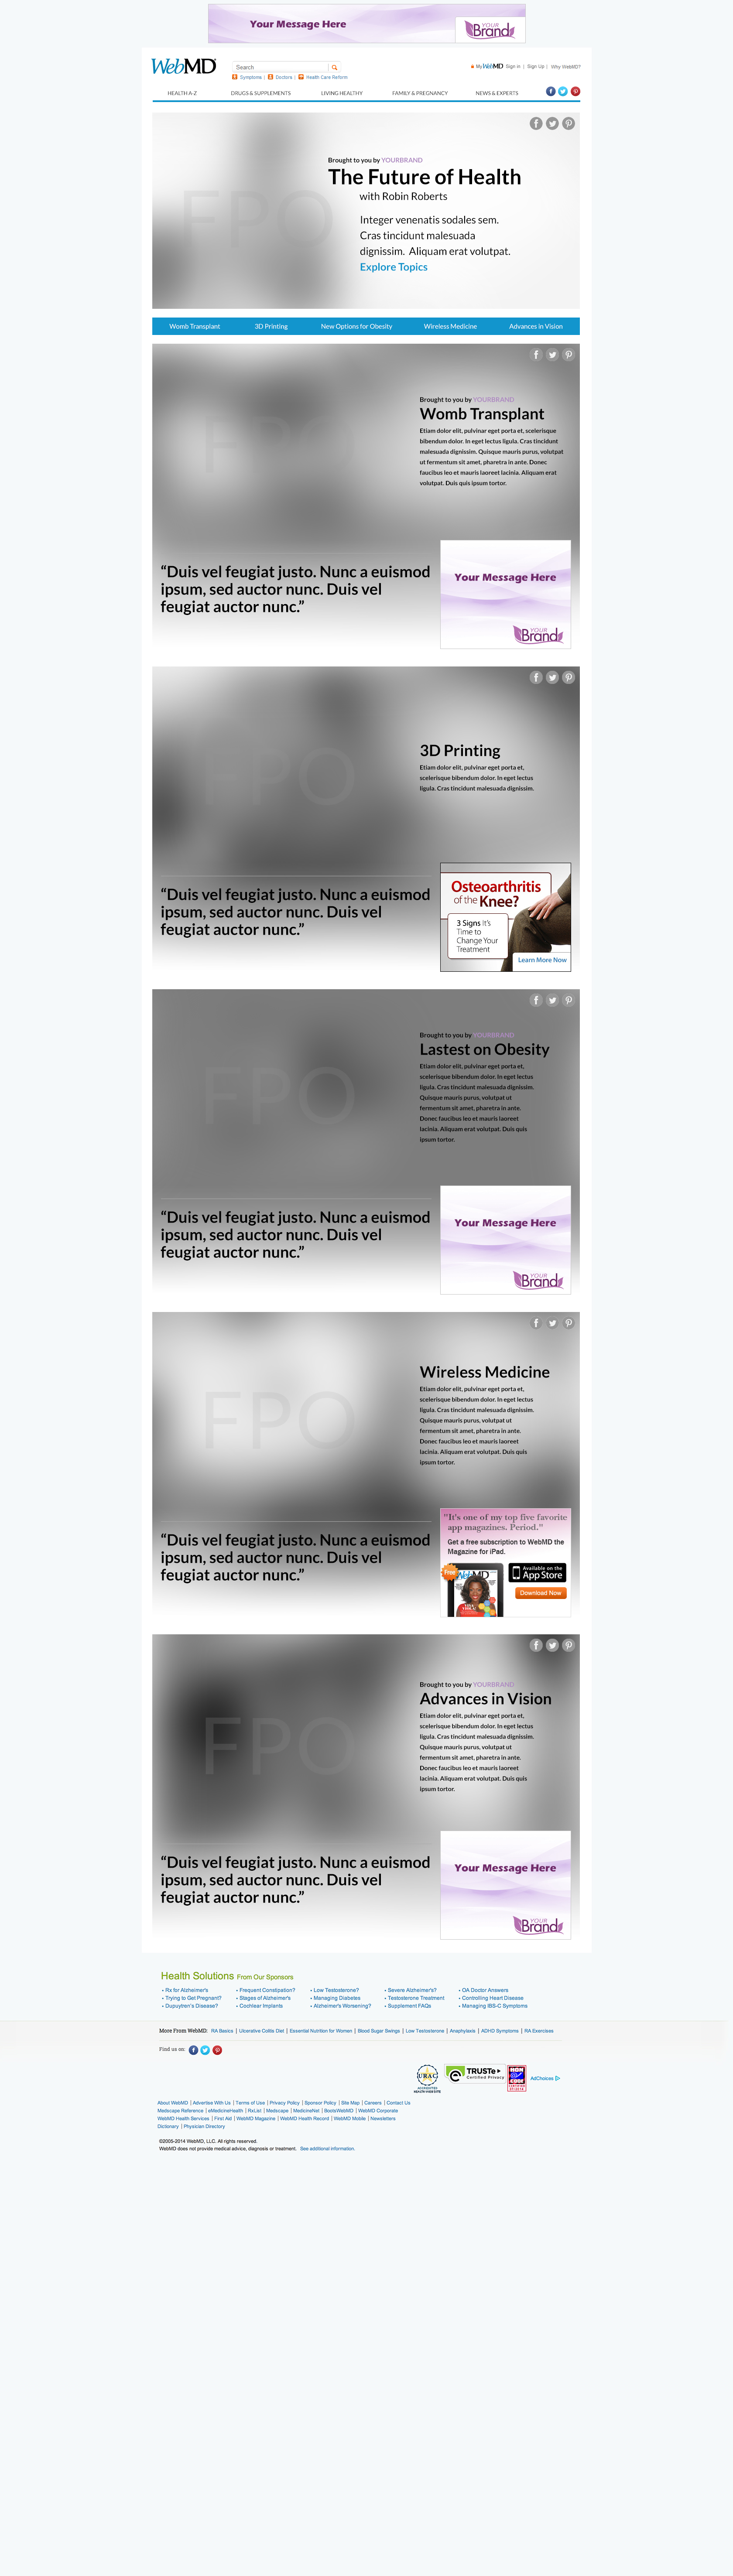 Your Message Here
YOUR
Brand
WebMD
Search
My WebMD Sign in | Sign Up | Why WebMD?
Symptoms | Doctors | Health Care Reform
HEALTH A-Z DRUGS & SUPPLEMENTS LIVING HEALTHY FAMILY & PREGNANCY NEWS & EXPERTS
FPO
Brought to you by YOURBRAND
The Future of Health
with Robin Roberts
Integer venenatis sodales sem.
Cras tincidunt malesuada
dignissim. Aliquam erat volutpat.
Explore Topics
Womb Transplant 3D Printing New Options for Obesity Wireless Medicine Advances in Vision
FPO
Brought to you by YOURBRAND
Womb Transplant
Etiam dolor elit, pulvinar eget porta et, scelerisque
bibendum dolor. In eget lectus ligula. Cras tincidunt
malesuada dignissim. Quisque mauris purus, volutpat
ut fermentum sit amet, pharetra in ante. Donec
faucibus leo et mauris laoreet lacinia. Aliquam erat
volutpat. Duis quis ipsum tortor.
“Duis vel feugiat justo. Nunc a euismod
ipsum, sed auctor nunc. Duis vel
feugiat auctor nunc.”
Your Message Here
YOUR
Brand
FPO
3D Printing
Etiam dolor elit, pulvinar eget porta et,
scelerisque bibendum dolor. In eget lectus
ligula. Cras tincidunt malesuada dignissim.
“Duis vel feugiat justo. Nunc a euismod
ipsum, sed auctor nunc. Duis vel
feugiat auctor nunc.”
Osteoarthritis
of the Knee?
3 Signs It's
Time to
Change Your
Treatment
Learn More Now
FPO
Brought to you by YOURBRAND
Lastest on Obesity
Etiam dolor elit, pulvinar eget porta et,
scelerisque bibendum dolor. In eget lectus
ligula. Cras tincidunt malesuada dignissim.
Quisque mauris purus, volutpat ut
fermentum sit amet, pharetra in ante.
Donec faucibus leo et mauris laoreet
lacinia. Aliquam erat volutpat. Duis quis
ipsum tortor.
“Duis vel feugiat justo. Nunc a euismod
ipsum, sed auctor nunc. Duis vel
feugiat auctor nunc.”
Your Message Here
YOUR
Brand
FPO
Wireless Medicine
Etiam dolor elit, pulvinar eget porta et,
scelerisque bibendum dolor. In eget lectus
ligula. Cras tincidunt malesuada dignissim.
Quisque mauris purus, volutpat ut
fermentum sit amet, pharetra in ante.
Donec faucibus leo et mauris laoreet
lacinia. Aliquam erat volutpat. Duis quis
ipsum tortor.
“Duis vel feugiat justo. Nunc a euismod
ipsum, sed auctor nunc. Duis vel
feugiat auctor nunc.”
"It's one of my top five favorite
app magazines. Period."
Get a free subscription to WebMD the
Magazine for iPad.
Free
WebMD
Available on the
App Store
Download Now
FPO
Brought to you by YOURBRAND
Advances in Vision
Etiam dolor elit, pulvinar eget porta et,
scelerisque bibendum dolor. In eget lectus
ligula. Cras tincidunt malesuada dignissim.
Quisque mauris purus, volutpat ut
fermentum sit amet, pharetra in ante.
Donec faucibus leo et mauris laoreet
lacinia. Aliquam erat volutpat. Duis quis
ipsum tortor.
“Duis vel feugiat justo. Nunc a euismod
ipsum, sed auctor nunc. Duis vel
feugiat auctor nunc.”
Your Message Here
YOUR
Brand
Health Solutions From Our Sponsors
• Rx for Alzheimer's • Frequent Constipation? • Low Testosterone? • Severe Alzheimer's? • OA Doctor Answers
• Trying to Get Pregnant? • Stages of Alzheimer's • Managing Diabetes • Testosterone Treatment • Controlling Heart Disease
• Dupuytren's Disease? • Cochlear Implants • Alzheimer's Worsening? • Supplement FAQs • Managing IBS-C Symptoms
More From WebMD: RA Basics | Ulcerative Colitis Diet | Essential Nutrition for Women | Blood Sugar Swings | Low Testosterone | Anaphylaxis | ADHD Symptoms | RA Exercises
Find us on:
URAC
ACCREDITED
HEALTH WEBSITE
TRUSTe
Certified Privacy
HON
CODE
AdChoices
About WebMD | Advertise With Us | Terms of Use | Privacy Policy | Sponsor Policy | Site Map | Careers | Contact Us
Medscape Reference | eMedicineHealth | RxList | Medscape | MedicineNet | BootsWebMD | WebMD Corporate
WebMD Health Services | First Aid | WebMD Magazine | WebMD Health Record | WebMD Mobile | Newsletters
Dictionary | Physician Directory
©2005-2014 WebMD, LLC. All rights reserved.
WebMD does not provide medical advice, diagnosis or treatment. See additional information.